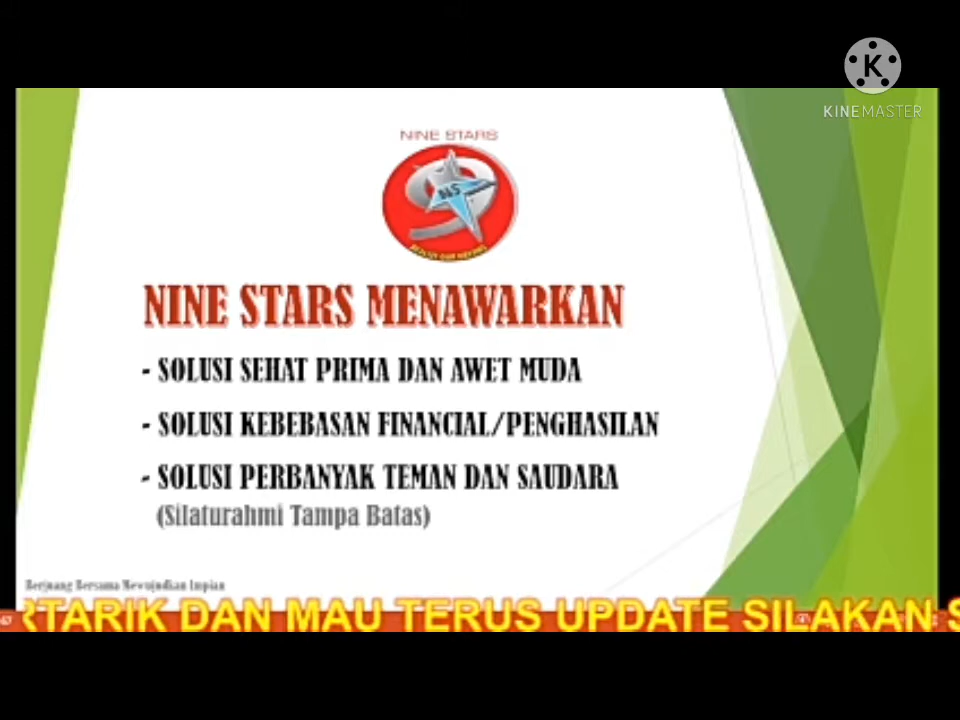 KINEMASTER
NINE STARS
NINE STARS MENAWARKAN
- SOLUSI SEHAT PRIMA DAN AWET MUDA
- SOLUSI KEBEBASAN FINANCIAL/PENGHASILAN
- SOLUSI PERBANYAK TEMAN DAN SAUDARA
(Silaturahmi Tampa Batas)
Berjuang Bersama Mewujudkan Impian
RTARIK DAN MAU TERUS UPDATE SILAKAN S